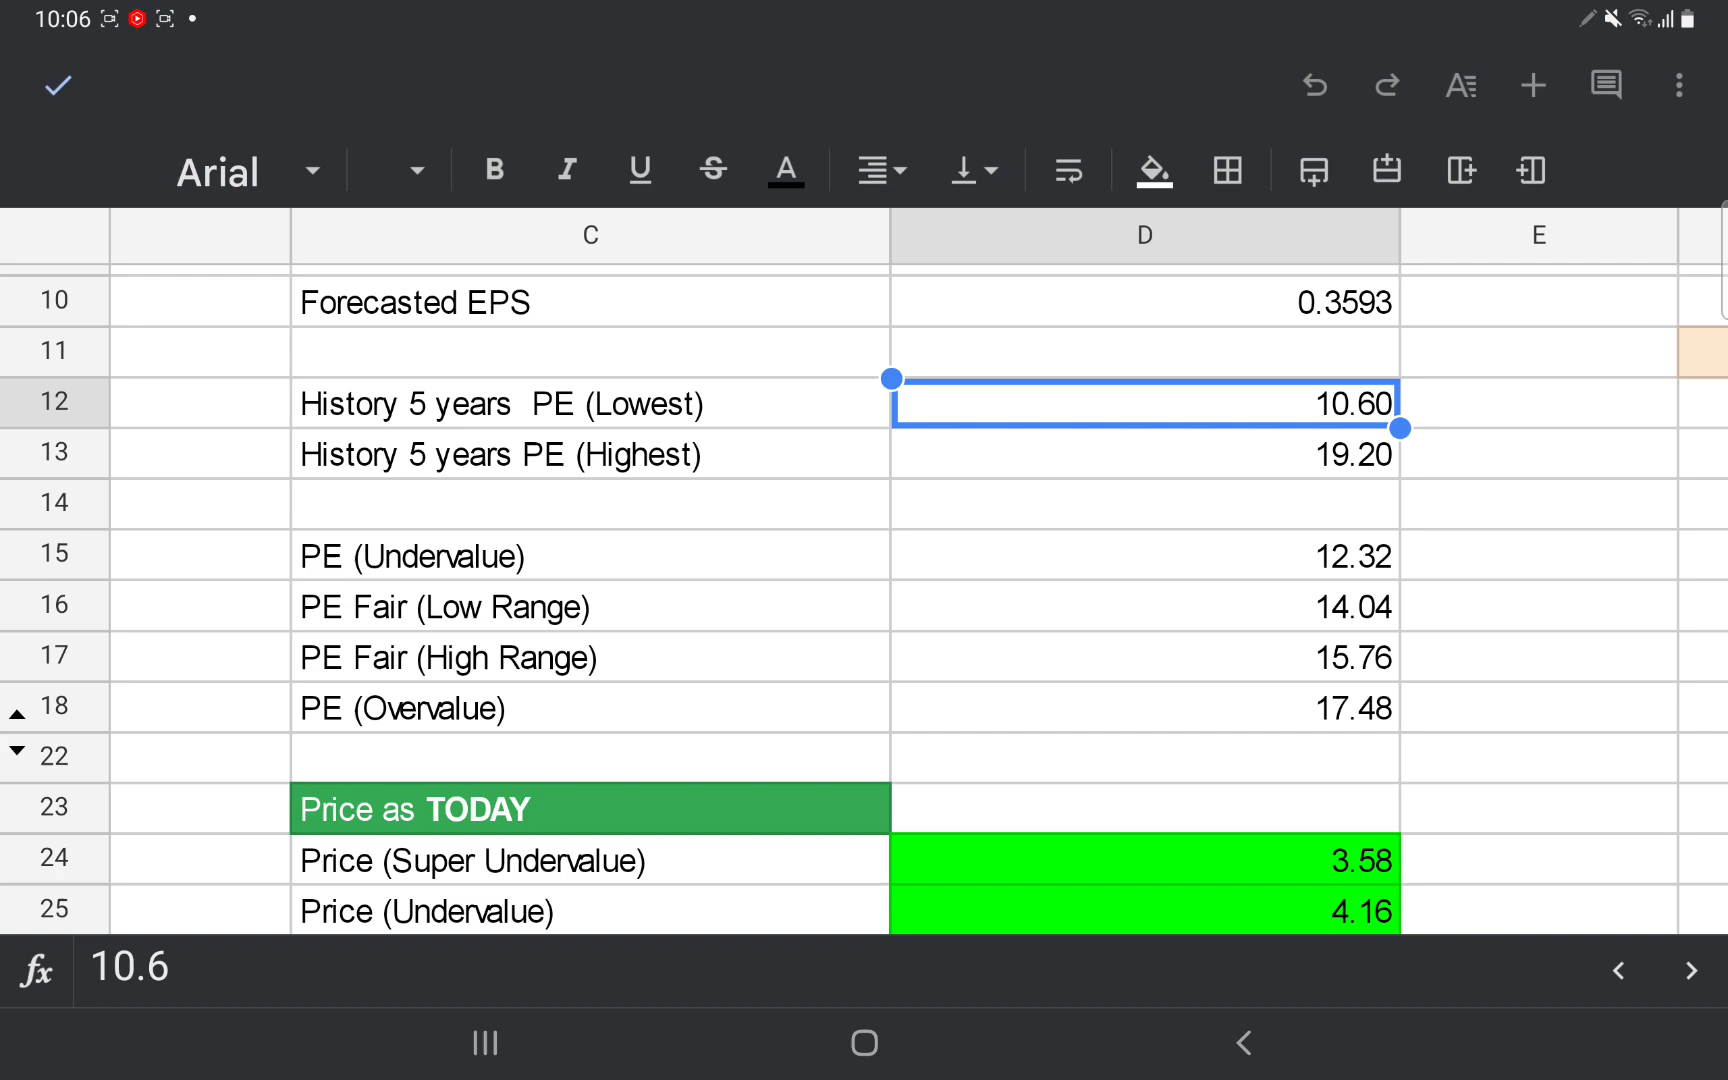 10:06
Arial
C D E
10 Forecasted EPS 0.3593
11
12 History 5 years PE (Lowest) 10.60
13 History 5 years PE (Highest) 19.20
14
15 PE (Undervalue) 12.32
16 PE Fair (Low Range) 14.04
17 PE Fair (High Range) 15.76
18 PE (Overvalue) 17.48
22
23 Price as TODAY
24 Price (Super Undervalue) 3.58
25 Price (Undervalue) 4.16
fx 10.6